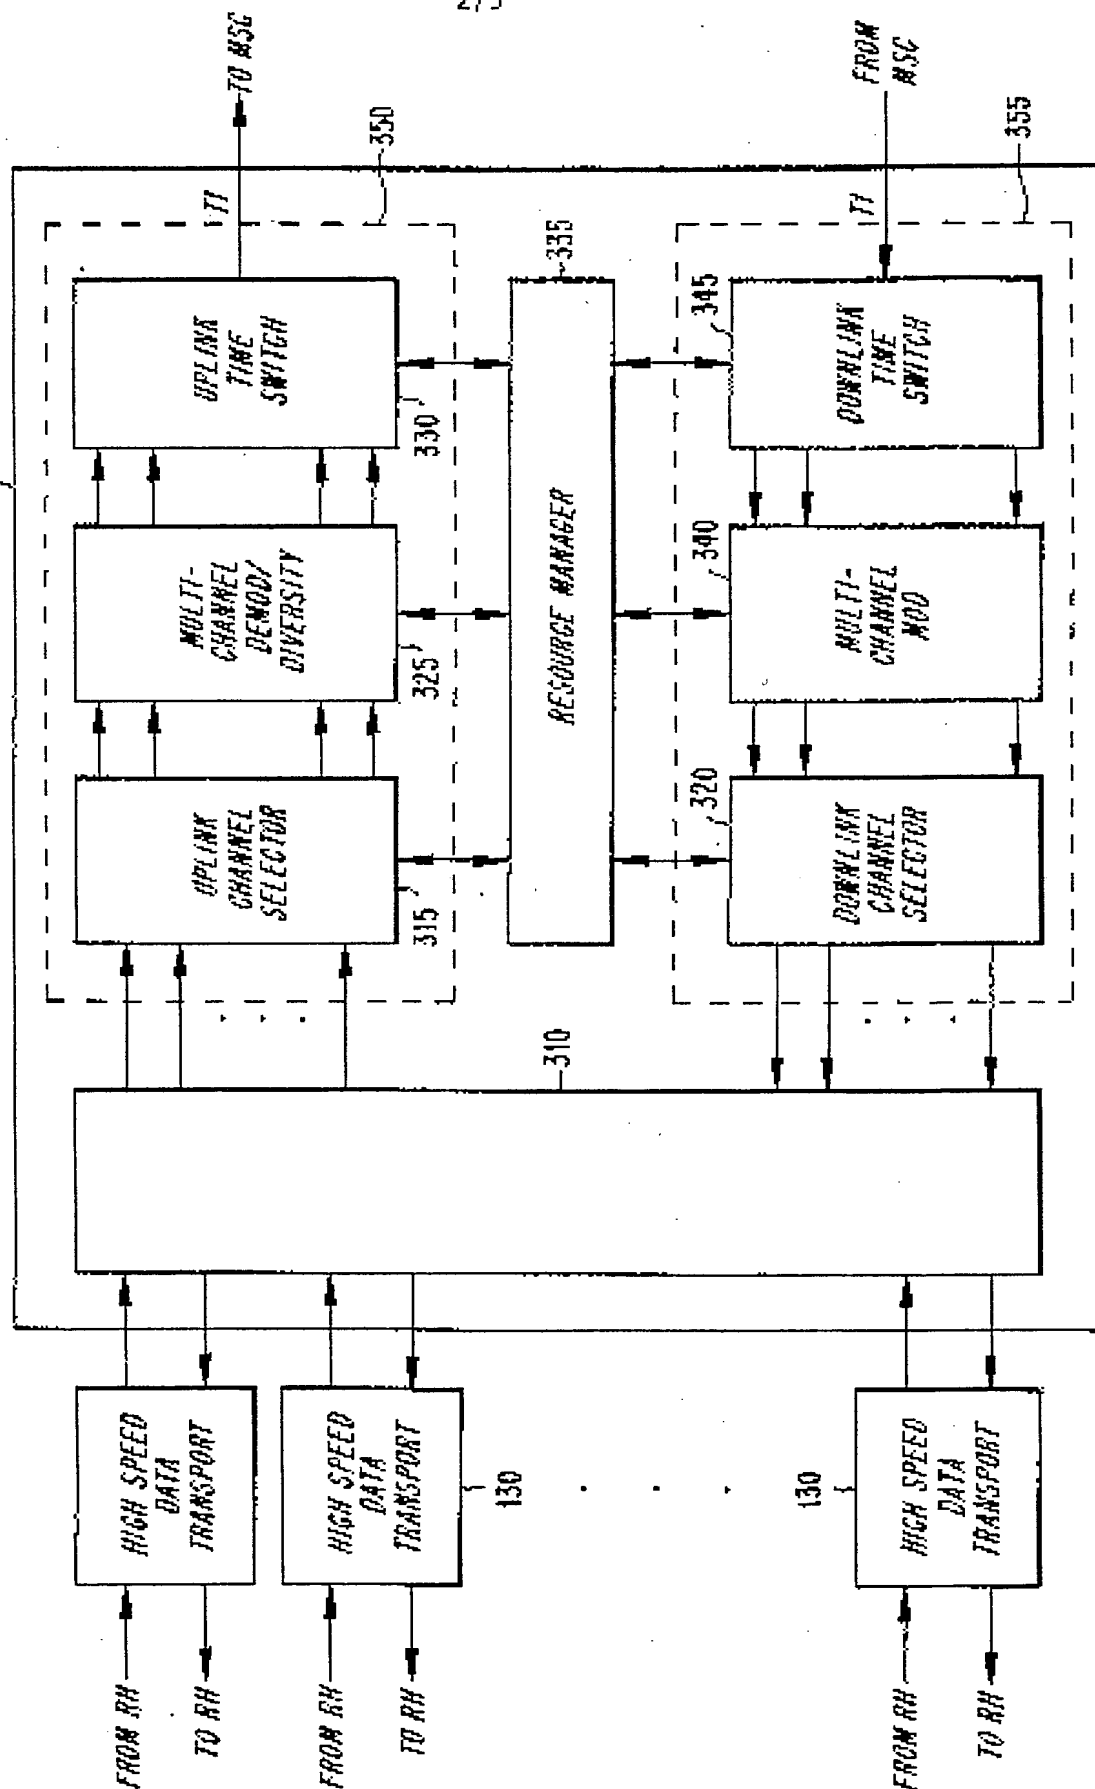 2/5
TO MSC
FROM
MSC
350
355
T1
T1
UPLINK
TIME
SWITCH
330
335
345
DOWNLINK
TIME
SWITCH
MULTI-
CHANNEL
DEMOD/
DIVERSITY
325
RESOURCE MANAGER
340
MULTI-
CHANNEL
MOD
UPLINK
CHANNEL
SELECTOR
315
320
DOWNLINK
CHANNEL
SELECTOR
310
HIGH SPEED
DATA
TRANSPORT
HIGH SPEED
DATA
TRANSPORT
130
130
HIGH SPEED
DATA
TRANSPORT
FROM RH
TO RH
FROM RH
TO RH
FROM RH
TO RH